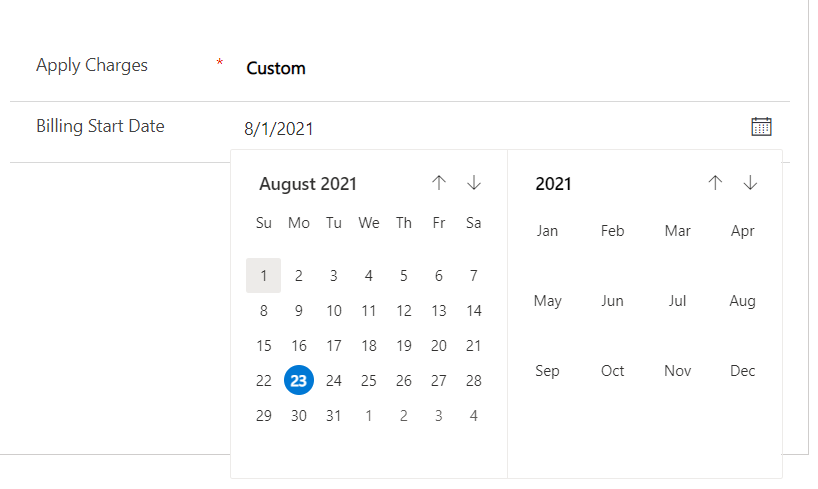 Apply Charges * Custom
Billing Start Date 8/1/2021
August 2021
Su Mo Tu We Th Fr Sa
1 2 3 4 5 6 7
8 9 10 11 12 13 14
15 16 17 18 19 20 21
22 23 24 25 26 27 28
29 30 31 1 2 3 4
2021
Jan Feb Mar Apr
May Jun Jul Aug
Sep Oct Nov Dec